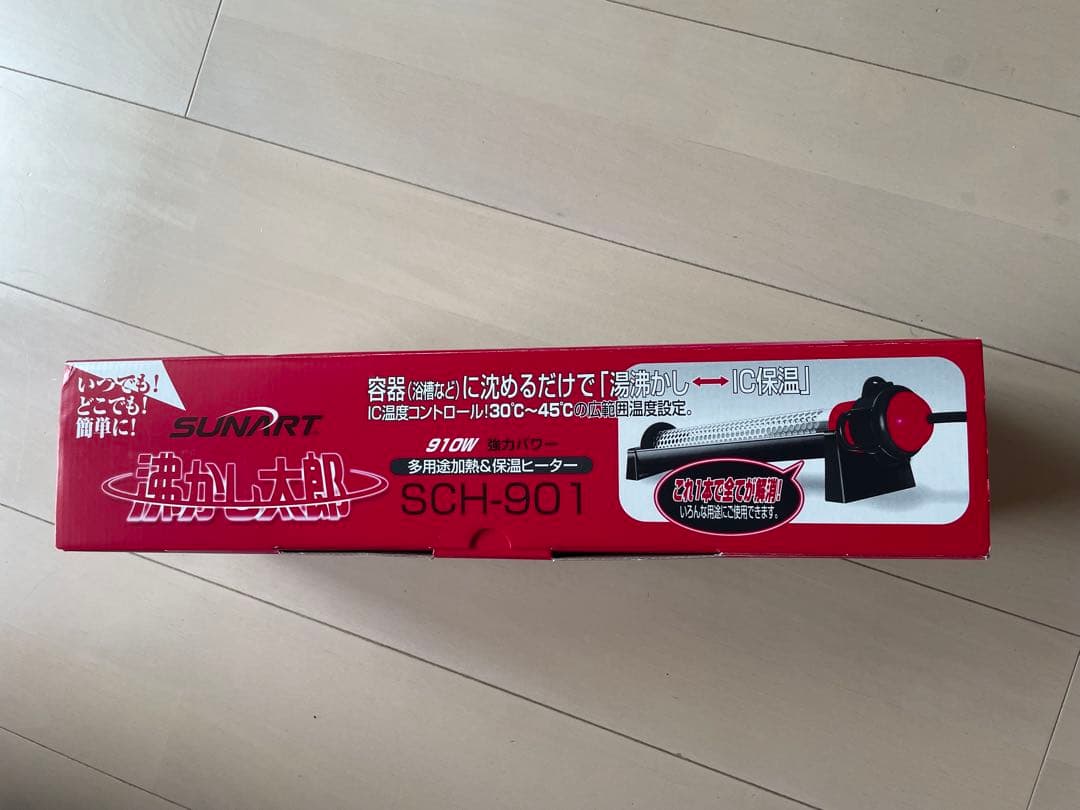 いつでも!
どこでも!
簡単に!
SUNART
沸かし太郎
容器(浴槽など)に沈めるだけで「湯沸かし↔IC保温」
IC温度コントロール!30℃~45℃の広範囲温度設定。
910W 強力パワー
多用途加熱&保温ヒーター
SCH-901
これ1本で全てが解消!
いろんな用途にご使用できます。